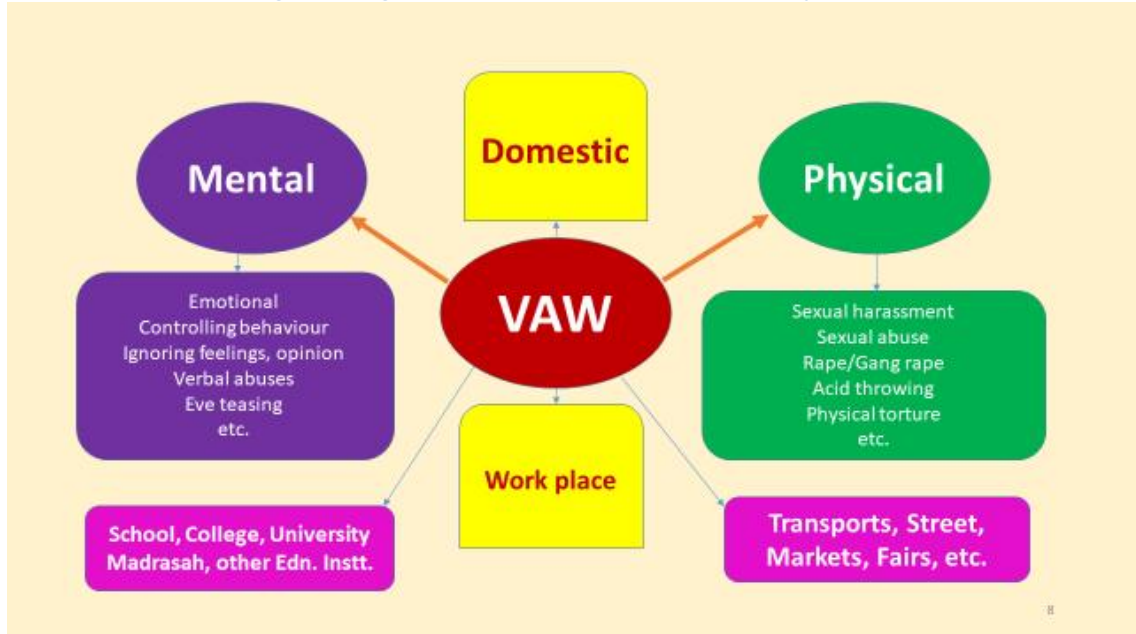 Domestic
Mental
Physical
VAW
Emotional
Controlling behaviour
Ignoring feelings, opinion
Verbal abuses
Eve teasing
etc.
Sexual harassment
Sexual abuse
Rape/Gang rape
Acid throwing
Physical torture
etc.
Work place
School, College, University
Madrasah, other Edn. Instt.
Transports, Street,
Markets, Fairs, etc.
8